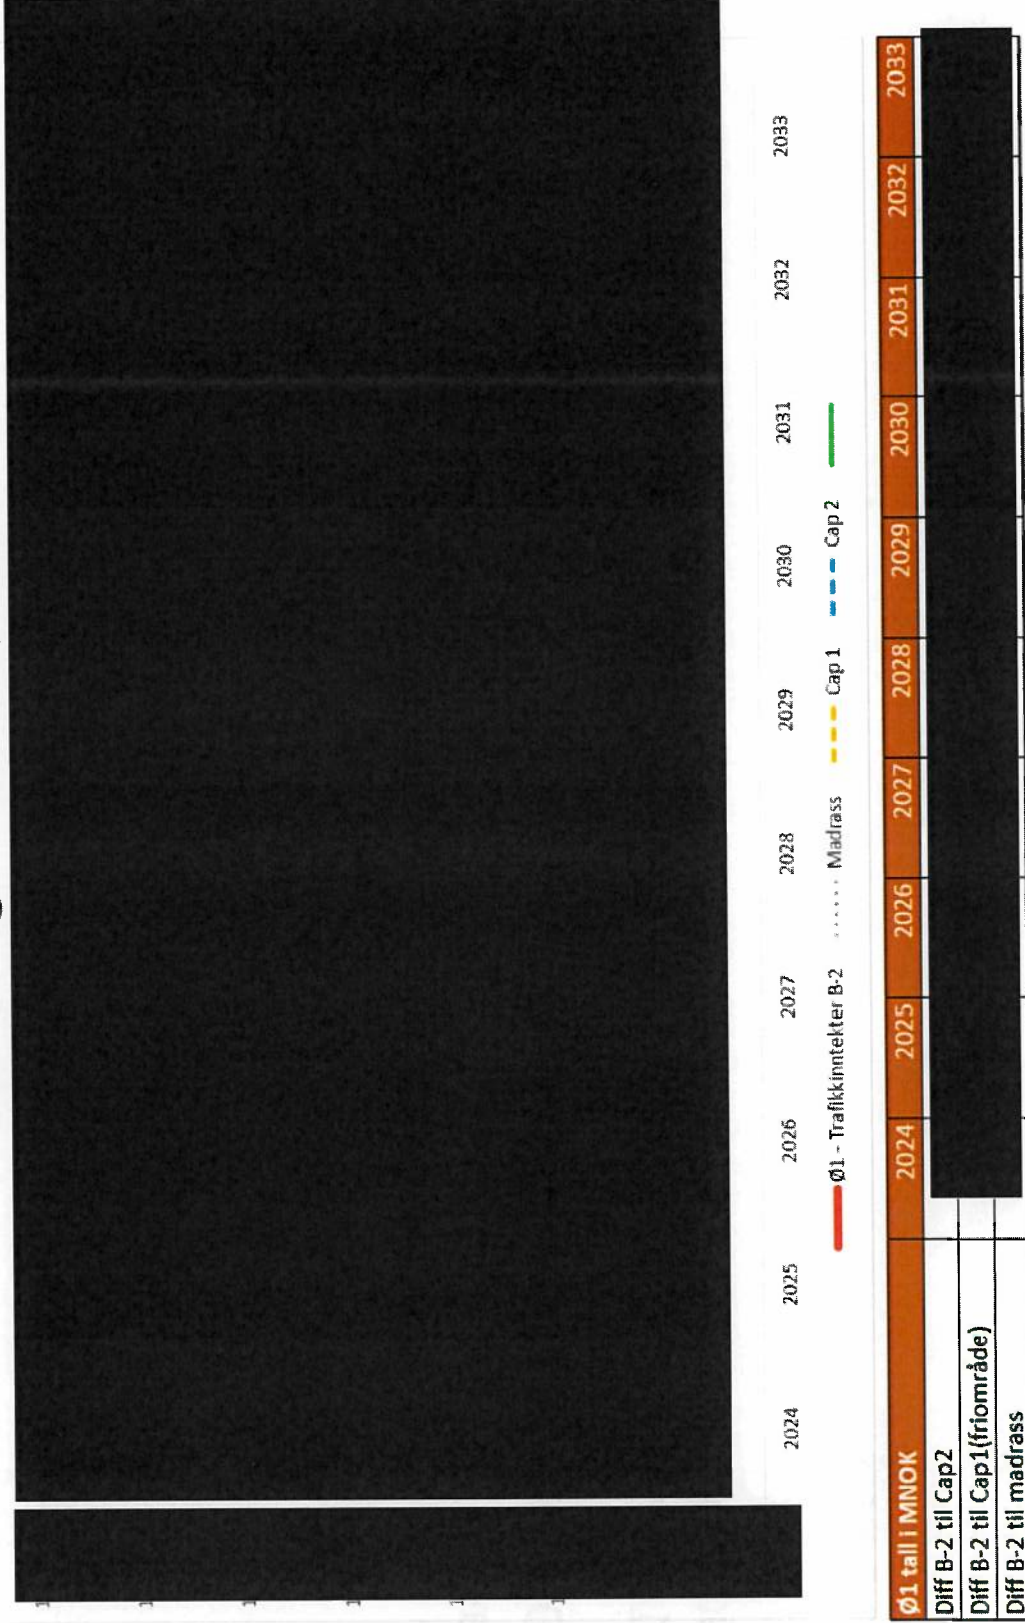 2024 2025 2026 2027 2028 2029 2030 2031 2032 2033
Ø1 - Trafikkinntekter B-2 Madrass Cap 1 Cap 2
Ø1 tall i MNOK 2024 2025 2026 2027 2028 2029 2030 2031 2032 2033
Diff B-2 til Cap2
Diff B-2 til Cap1(friområde)
Diff B-2 til madrass